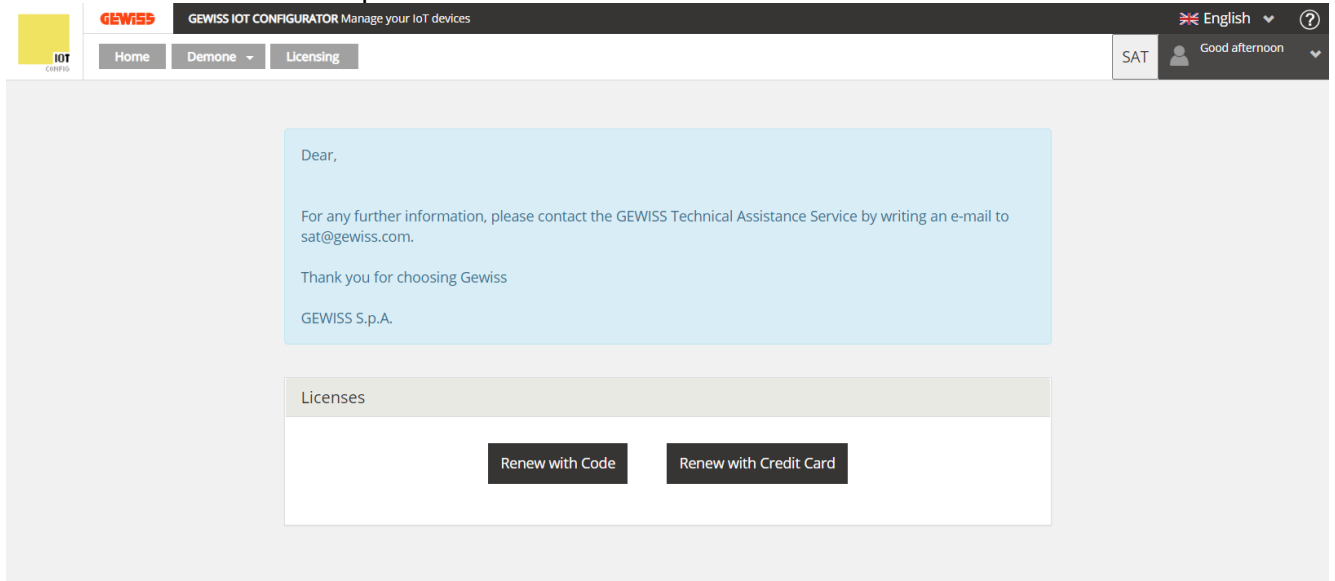 GEWISS
GEWISS IOT CONFIGURATOR Manage your IoT devices
English
?
IOT
CONFIG
Home
Demone
Licensing
SAT
Good afternoon
Dear,
For any further information, please contact the GEWISS Technical Assistance Service by writing an e-mail to
sat@gewiss.com.
Thank you for choosing Gewiss
GEWISS S.p.A.
Licenses
Renew with Code
Renew with Credit Card